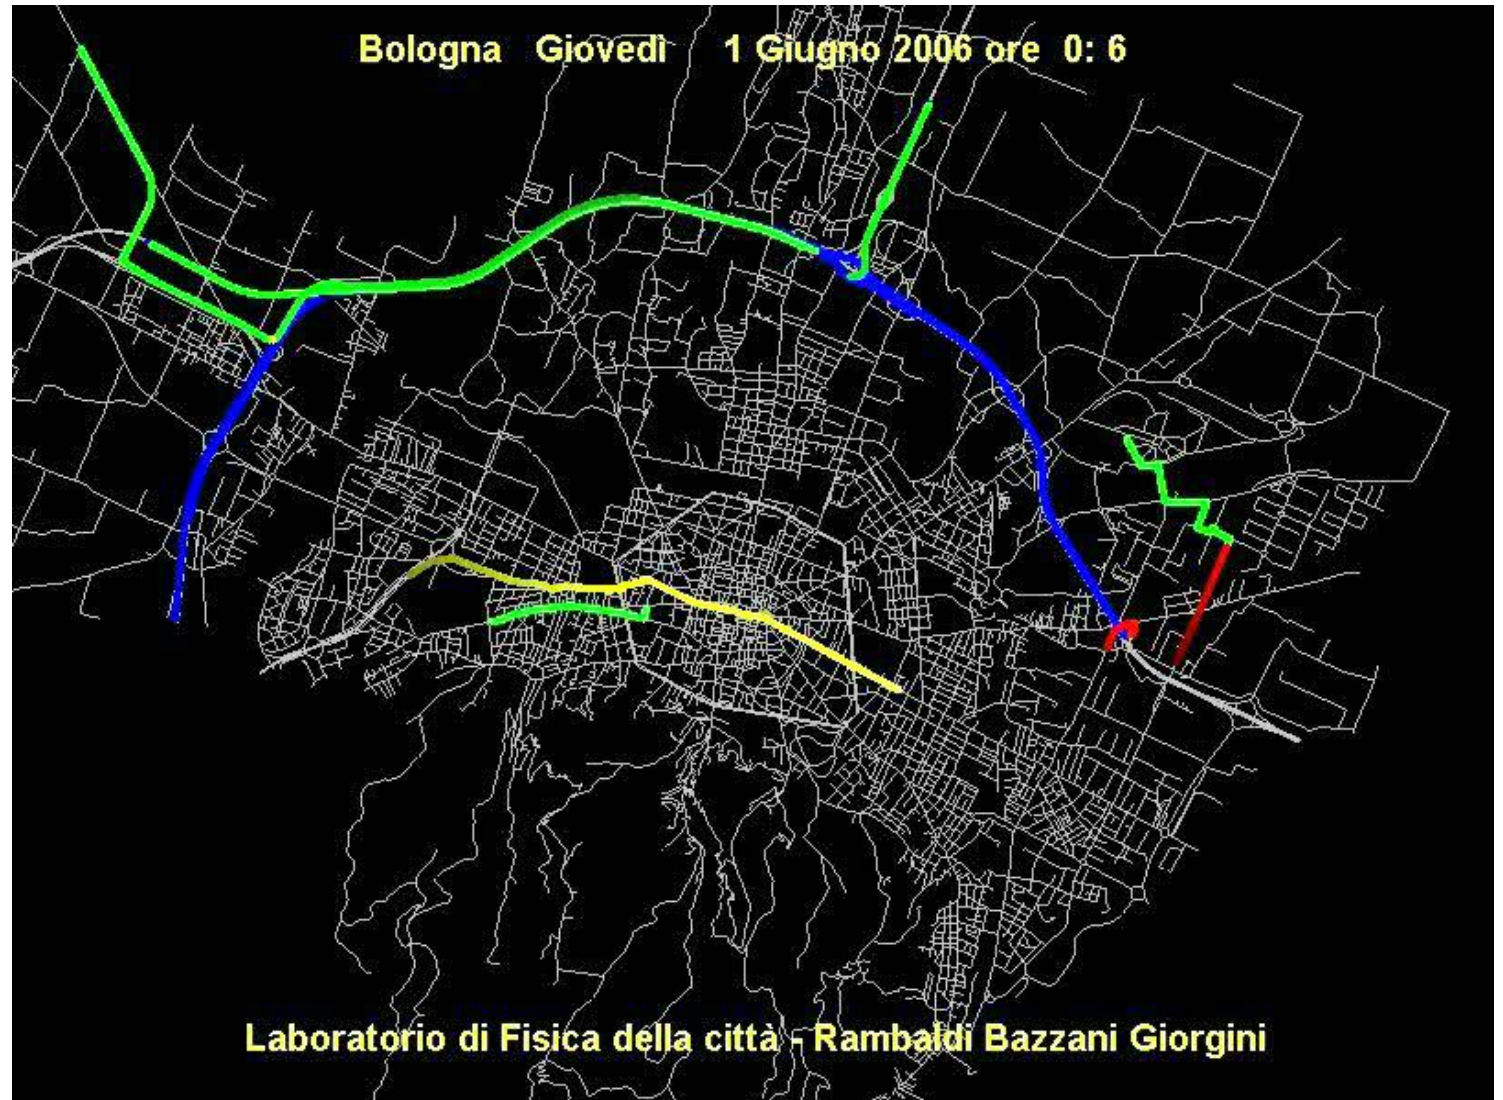 Bologna Giovedì 1 Giugno 2006 ore 0: 6
Laboratorio di Fisica della città - Rambaldi Bazzani Giorgini